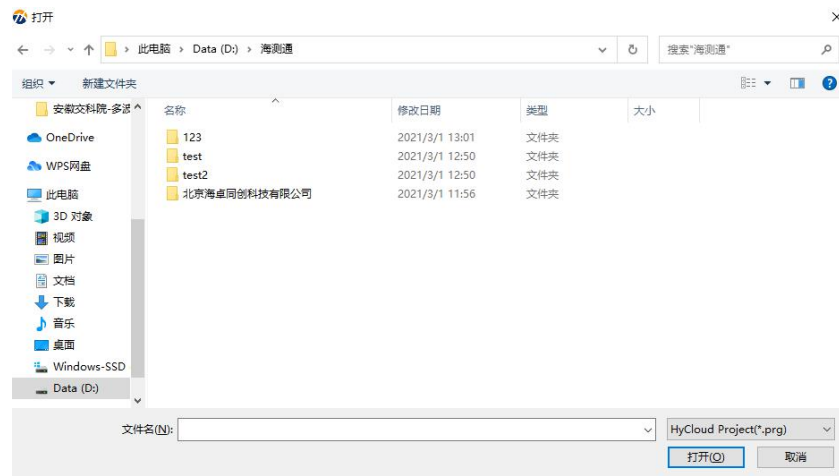 打开
此电脑 › Data (D:) › 海测通
搜索"海测通"
组织 新建文件夹
安徽交科院-多波
OneDrive
WPS网盘
此电脑
3D 对象
视频
图片
文档
下载
音乐
桌面
Windows-SSD
Data (D:)
名称 修改日期 类型 大小
123 2021/3/1 13:01 文件夹
test 2021/3/1 12:50 文件夹
test2 2021/3/1 12:50 文件夹
北京海卓同创科技有限公司 2021/3/1 11:56 文件夹
文件名(N): HyCloud Project(*.prg)
打开(O) 取消